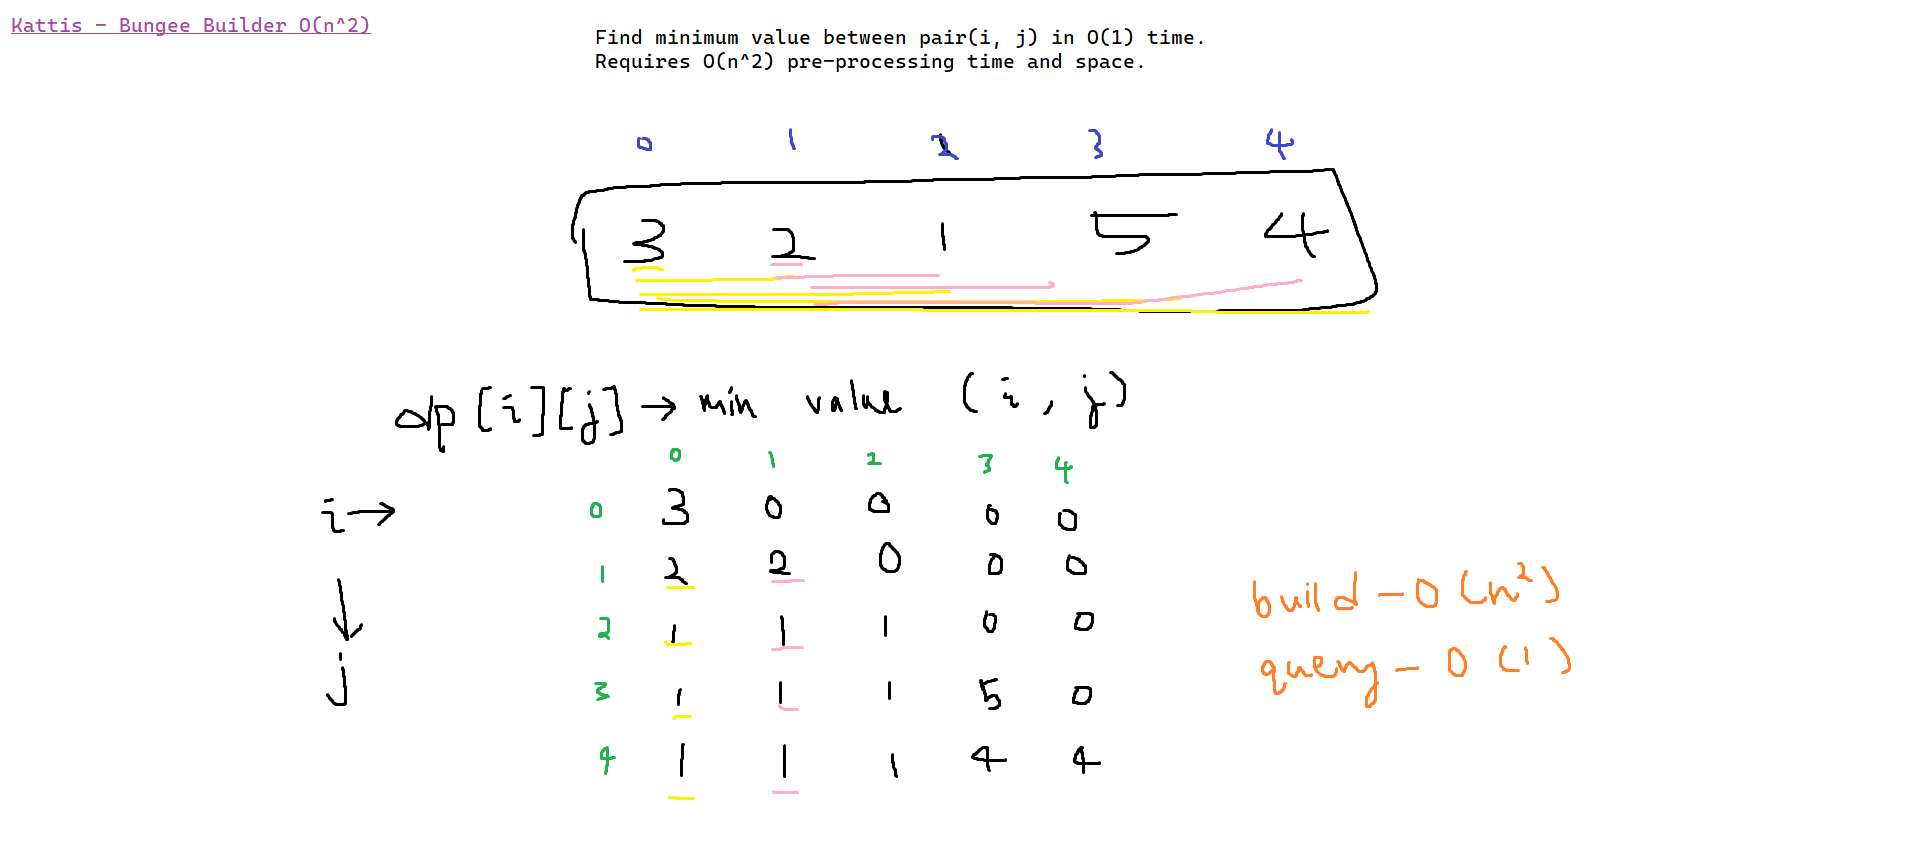 Kattis - Bungee Builder O(n^2)
Find minimum value between pair(i, j) in O(1) time.
Requires O(n^2) pre-processing time and space.
0 1 2 3 4
3 2 1 5 4
dp[i][j] → min value (i, j)
0 1 2 3 4
i → 0 3 0 0 0 0
1 2 2 0 0 0
build - O(n²)
2 1 1 1 0 0
query - O(1)
j 3 1 1 1 5 0
4 1 1 1 4 4